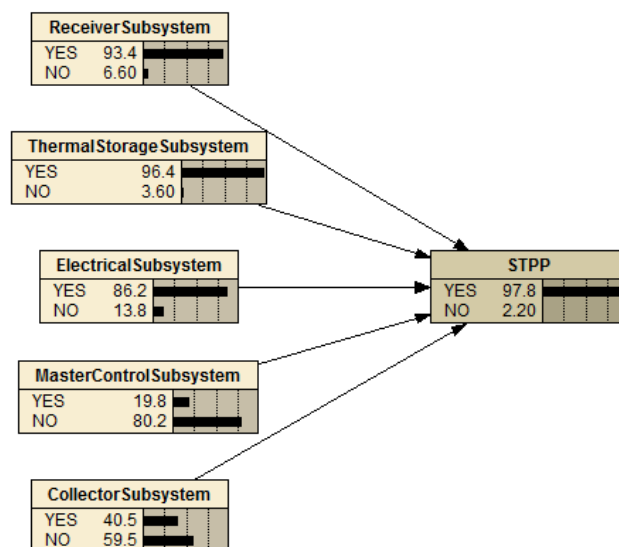 ReceiverSubsystem
YES 93.4
NO 6.60
ThermalStorageSubsystem
YES 96.4
NO 3.60
ElectricalSubsystem
YES 86.2
NO 13.8
STPP
YES 97.8
NO 2.20
MasterControlSubsystem
YES 19.8
NO 80.2
CollectorSubsystem
YES 40.5
NO 59.5